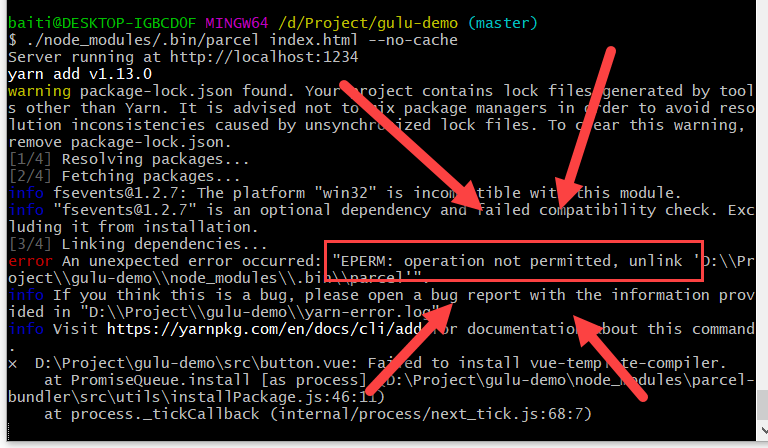 baiti@DESKTOP-IGBCDOF MINGW64 /d/Project/gulu-demo (master)
$ ./node_modules/.bin/parcel index.html --no-cache
Server running at http://localhost:1234
yarn add v1.13.0
warning package-lock.json found. Your project contains lock files generated by tool
s other than Yarn. It is advised not to mix package managers in order to avoid reso
lution inconsistencies caused by unsynchronized lock files. To clear this warning,
remove package-lock.json.
[1/4] Resolving packages...
[2/4] Fetching packages...
info fsevents@1.2.7: The platform "win32" is incompatible with this module.
info "fsevents@1.2.7" is an optional dependency and failed compatibility check. Exc
luding it from installation.
[3/4] Linking dependencies...
error An unexpected error occurred: "EPERM: operation not permitted, unlink 'D:\\Pr
oject\\gulu-demo\\node_modules\\.bin\\parcel'".
info If you think this is a bug, please open a bug report with the information prov
ided in "D:\\Project\\gulu-demo\\yarn-error.log".
info Visit https://yarnpkg.com/en/docs/cli/add for documentation about this command
.
× D:\Project\gulu-demo\src\button.vue: Failed to install vue-template-compiler.
at PromiseQueue.install [as process] (D:\Project\gulu-demo\node_modules\parcel-
bundler\src\utils\installPackage.js:46:11)
at process._tickCallback (internal/process/next_tick.js:68:7)